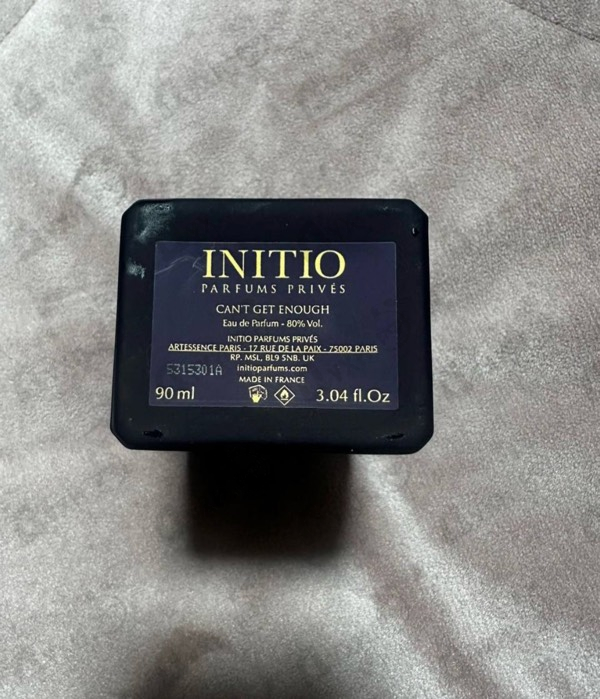 INITIO
PARFUMS PRIVÉS
CAN'T GET ENOUGH
Eau de Parfum - 80% Vol.
INITIO PARFUMS PRIVÉS
ARTESSENCE PARIS - 17 RUE DE LA PAIX - 75002 PARIS
RP. MSL, BL9 5NB. UK
5315301A
initioparfums.com
MADE IN FRANCE
90 ml 3.04 fl.Oz